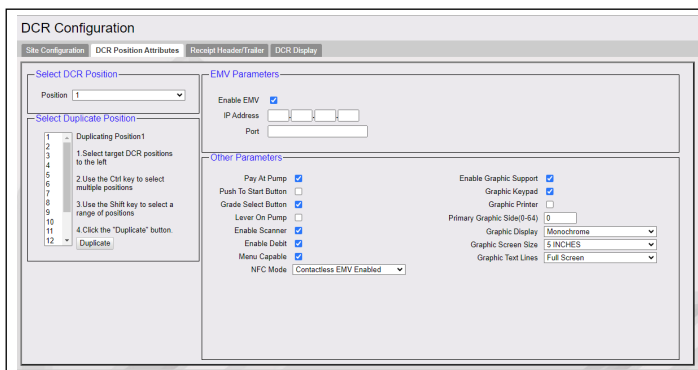 DCR Configuration
Site Configuration DCR Position Attributes Receipt Header/Trailer DCR Display
Select DCR Position
Position 1
Select Duplicate Position
1
2
3
4
5
6
7
8
9
10
11
12
Duplicating Position1
1.Select target DCR positions
to the left
2.Use the Ctrl key to select
multiple positions
3.Use the Shift key to select a
range of positions
4.Click the "Duplicate" button.
Duplicate
EMV Parameters
Enable EMV
IP Address . . .
Port
Other Parameters
Pay At Pump
Push To Start Button
Grade Select Button
Lever On Pump
Enable Scanner
Enable Debit
Menu Capable
NFC Mode Contactless EMV Enabled
Enable Graphic Support
Graphic Keypad
Graphic Printer
Primary Graphic Side(0-64) 0
Graphic Display Monochrome
Graphic Screen Size 5 INCHES
Graphic Text Lines Full Screen